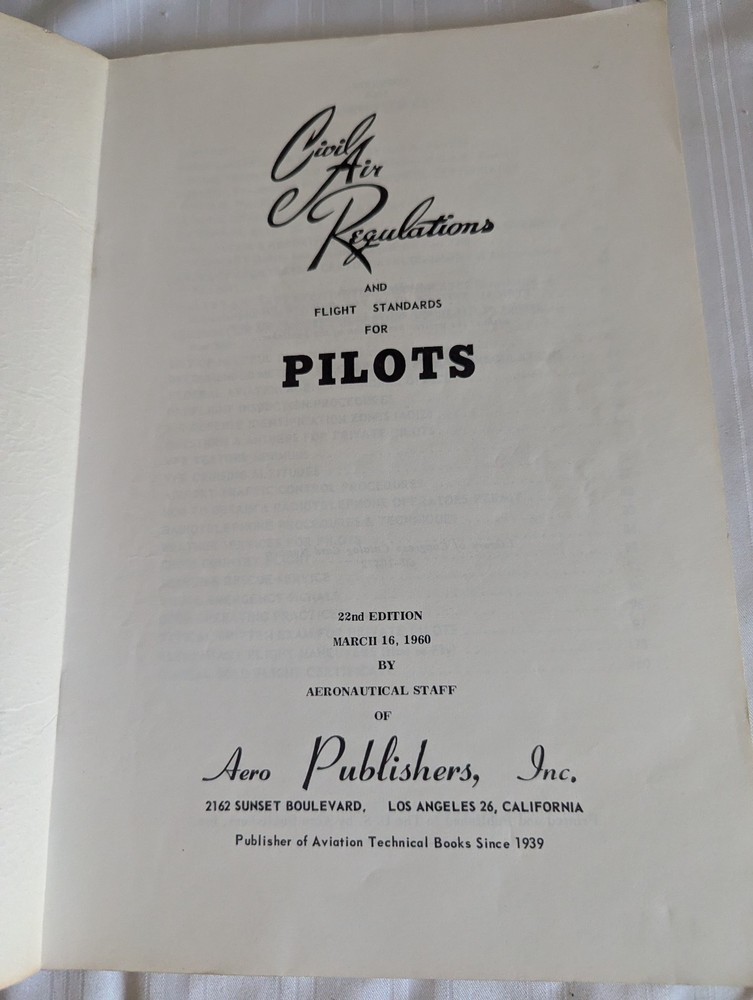 Civil
Air
Regulations
AND
FLIGHT STANDARDS
FOR
PILOTS
22nd EDITION
MARCH 16, 1960
BY
AERONAUTICAL STAFF
OF
Aero Publishers, Inc.
2162 SUNSET BOULEVARD, LOS ANGELES 26, CALIFORNIA
Publisher of Aviation Technical Books Since 1939